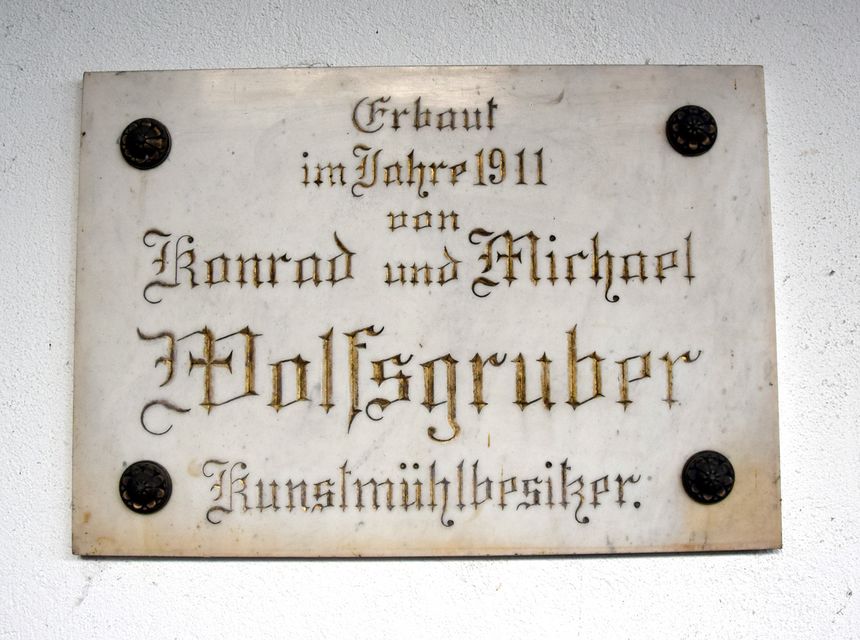 Erbaut
im Jahre 1911
von
Konrad und Michael
Wolfsgruber
Kunstmühlbesitzer.